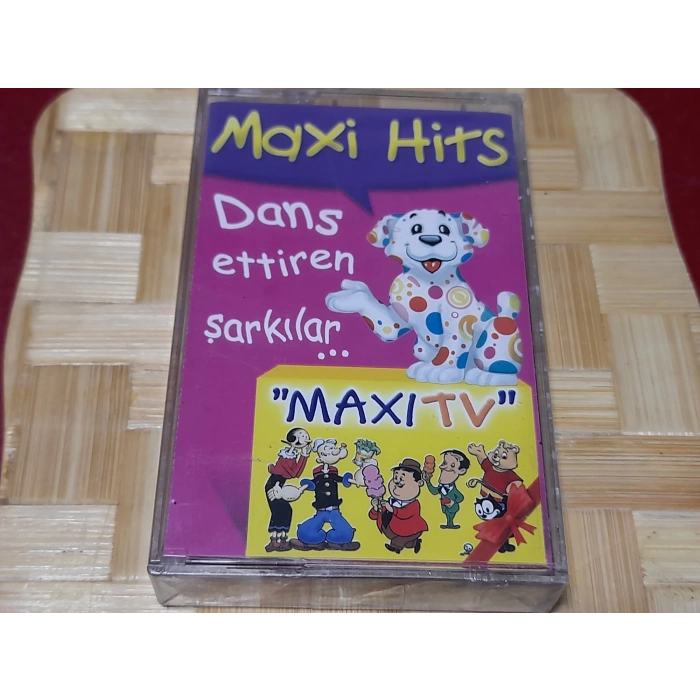 Maxi Hits
Dans
ettiren
şarkılar...
"MAXI TV"